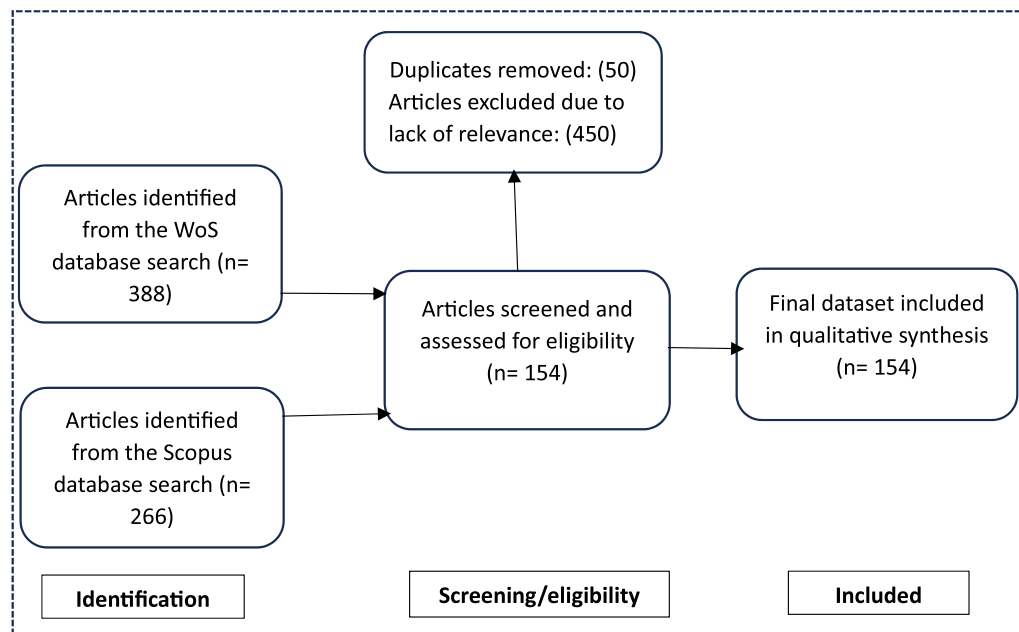 Duplicates removed: (50)
Articles excluded due to
lack of relevance: (450)
Articles identified
from the WoS
database search (n=
388)
Articles screened and
assessed for eligibility
(n= 154)
Final dataset included
in qualitative synthesis
(n= 154)
Articles identified
from the Scopus
database search (n=
266)
Identification
Screening/eligibility
Included